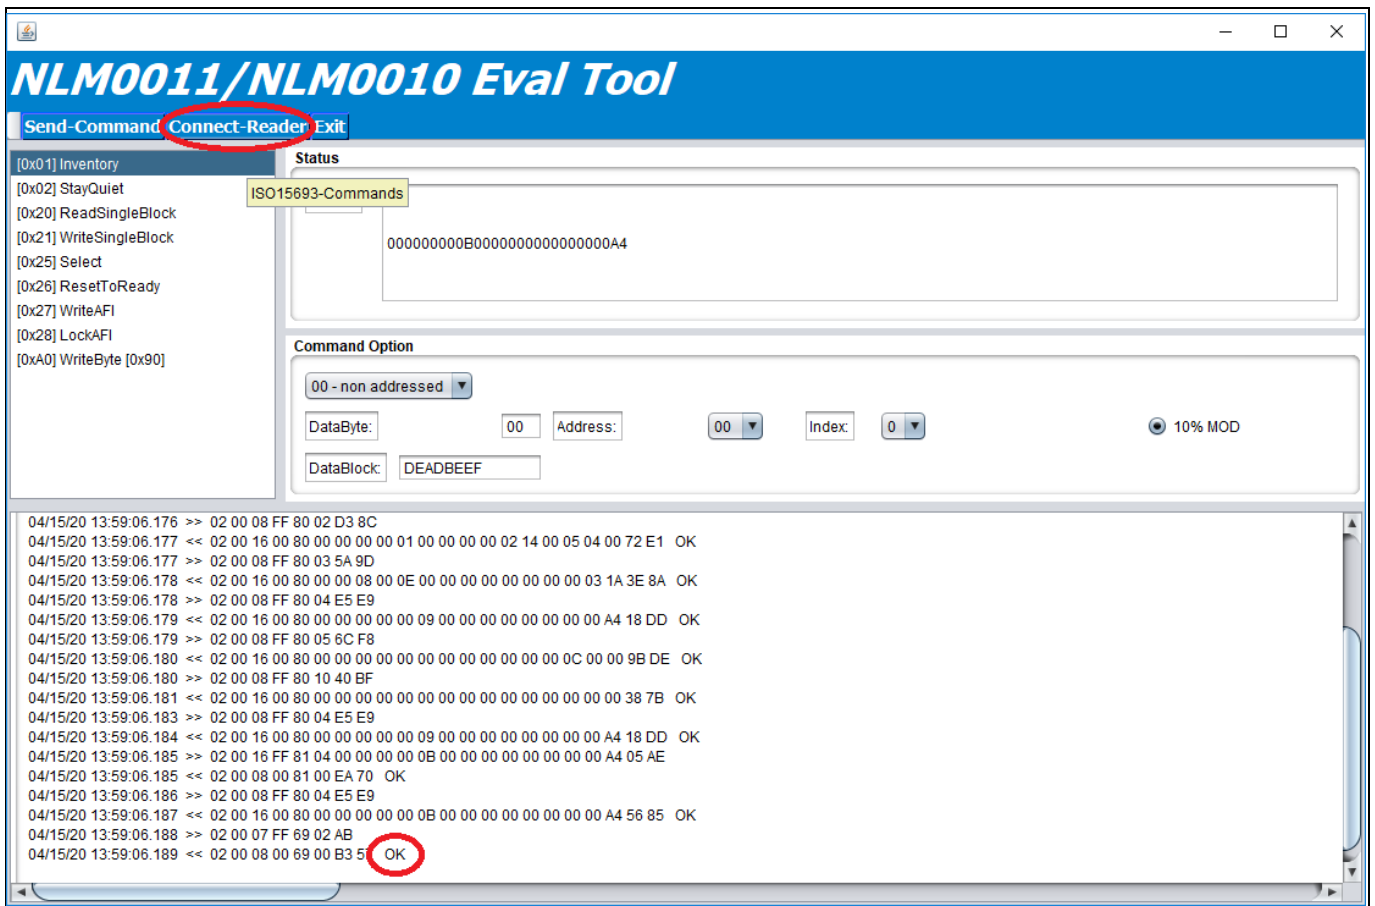 NLM0011/NLM0010 Eval Tool
Send-Command Connect-Reader Exit
[0x01] Inventory
[0x02] StayQuiet
[0x20] ReadSingleBlock
[0x21] WriteSingleBlock
[0x25] Select
[0x26] ResetToReady
[0x27] WriteAFI
[0x28] LockAFI
[0xA0] WriteByte [0x90]
Status
ISO15693-Commands
000000000B0000000000000000A4
Command Option
00 - non addressed
DataByte: 00 Address: 00 Index: 0 10% MOD
DataBlock: DEADBEEF
04/15/20 13:59:06.176 >> 02 00 08 FF 80 02 D3 8C
04/15/20 13:59:06.177 << 02 00 16 00 80 00 00 00 00 01 00 00 00 00 02 14 00 05 04 00 72 E1 OK
04/15/20 13:59:06.177 >> 02 00 08 FF 80 03 5A 9D
04/15/20 13:59:06.178 << 02 00 16 00 80 00 00 08 00 0E 00 00 00 00 00 00 00 00 03 1A 3E 8A OK
04/15/20 13:59:06.178 >> 02 00 08 FF 80 04 E5 E9
04/15/20 13:59:06.179 << 02 00 16 00 80 00 00 00 00 00 09 00 00 00 00 00 00 00 00 A4 18 DD OK
04/15/20 13:59:06.179 >> 02 00 08 FF 80 05 6C F8
04/15/20 13:59:06.180 << 02 00 16 00 80 00 00 00 00 00 00 00 00 00 00 00 00 0C 00 00 9B DE OK
04/15/20 13:59:06.180 >> 02 00 08 FF 80 10 40 BF
04/15/20 13:59:06.181 << 02 00 16 00 80 00 00 00 00 00 00 00 00 00 00 00 00 00 00 00 38 7B OK
04/15/20 13:59:06.183 >> 02 00 08 FF 80 04 E5 E9
04/15/20 13:59:06.184 << 02 00 16 00 80 00 00 00 00 00 09 00 00 00 00 00 00 00 00 A4 18 DD OK
04/15/20 13:59:06.185 >> 02 00 16 FF 81 04 00 00 00 00 0B 00 00 00 00 00 00 00 00 A4 05 AE
04/15/20 13:59:06.185 << 02 00 08 00 81 00 EA 70 OK
04/15/20 13:59:06.186 >> 02 00 08 FF 80 04 E5 E9
04/15/20 13:59:06.187 << 02 00 16 00 80 00 00 00 00 00 0B 00 00 00 00 00 00 00 00 A4 56 85 OK
04/15/20 13:59:06.188 >> 02 00 07 FF 69 02 AB
04/15/20 13:59:06.189 << 02 00 08 00 69 00 B3 OK